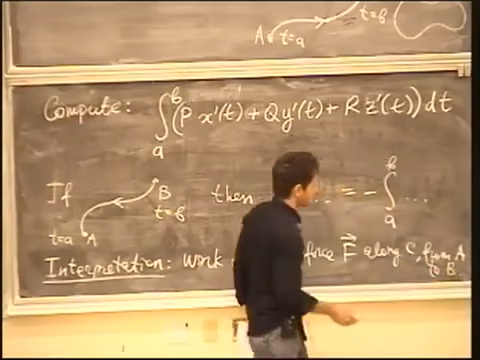 A t=a t=b
Compute: ∫_a^b (P x'(t) + Q y'(t) + R z'(t)) dt
If B t=b t=a A then ... = - ∫_a^b ...
Interpretation: work force F⃗ along C, from A
to B.